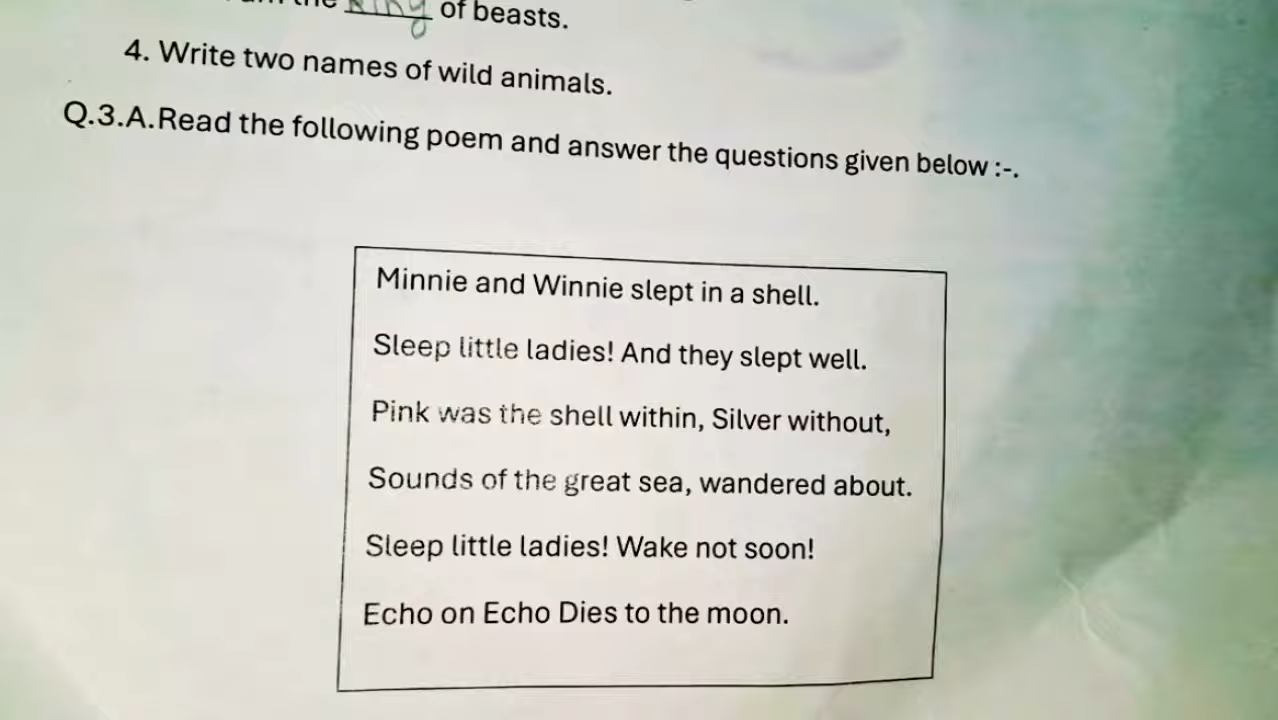 the King of beasts.
4. Write two names of wild animals.
Q.3.A.Read the following poem and answer the questions given below :-.
Minnie and Winnie slept in a shell.
Sleep little ladies! And they slept well.
Pink was the shell within, Silver without,
Sounds of the great sea, wandered about.
Sleep little ladies! Wake not soon!
Echo on Echo Dies to the moon.